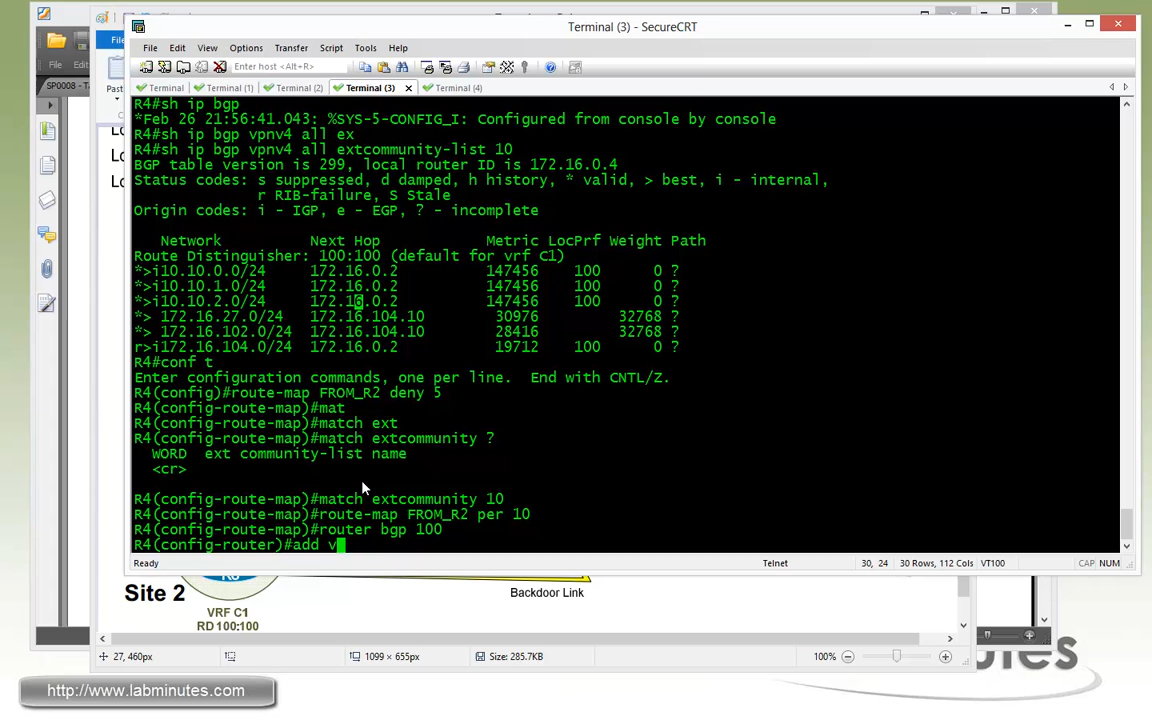 Terminal (3) - SecureCRT
File Edit View Options Transfer Script Tools Help
Enter host <Alt+R>
Terminal Terminal (1) Terminal (2) Terminal (3) Terminal (4)
File
File Edi
SP0008 - T
Past
R4#sh ip bgp
*Feb 26 21:56:41.043: %SYS-5-CONFIG_I: Configured from console by console
R4#sh ip bgp vpnv4 all ex
R4#sh ip bgp vpnv4 all extcommunity-list 10
BGP table version is 299, local router ID is 172.16.0.4
Status codes: s suppressed, d damped, h history, * valid, > best, i - internal,
r RIB-failure, S Stale
Origin codes: i - IGP, e - EGP, ? - incomplete
Network Next Hop Metric LocPrf Weight Path
Route Distinguisher: 100:100 (default for vrf C1)
*>i10.10.0.0/24 172.16.0.2 147456 100 0 ?
*>i10.10.1.0/24 172.16.0.2 147456 100 0 ?
*>i10.10.2.0/24 172.16.0.2 147456 100 0 ?
*> 172.16.27.0/24 172.16.104.10 30976 32768 ?
*> 172.16.102.0/24 172.16.104.10 28416 32768 ?
r>i172.16.104.0/24 172.16.0.2 19712 100 0 ?
R4#conf t
Enter configuration commands, one per line. End with CNTL/Z.
R4(config)#route-map FROM_R2 deny 5
R4(config-route-map)#mat
R4(config-route-map)#match ext
R4(config-route-map)#match extcommunity ?
WORD ext community-list name
<cr>
R4(config-route-map)#match extcommunity 10
R4(config-route-map)#route-map FROM_R2 per 10
R4(config-route-map)#router bgp 100
R4(config-router)#add v
Ready Telnet 30, 24 30 Rows, 112 Cols VT100 CAP NUM
Site 2
VRF C1
RD 100:100
Backdoor Link
27, 460px 1099 × 655px Size: 285.7KB 100%
http://www.labminutes.com